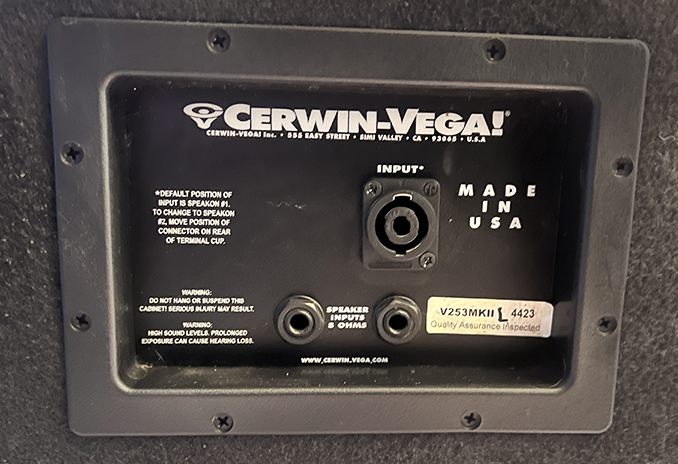 CERWIN-VEGA!®
CERWIN-VEGA! Inc. • 555 EAST STREET • SIMI VALLEY • CA • 93065 • U.S.A
INPUT*
*DEFAULT POSITION OF
INPUT IS SPEAKON #1.
TO CHANGE TO SPEAKON
#2, MOVE POSITION OF
CONNECTOR ON REAR
OF TERMINAL CUP.
MADE
IN
USA
WARNING:
DO NOT HANG OR SUSPEND THIS
CABINET! SERIOUS INJURY MAY RESULT.
WARNING:
HIGH SOUND LEVELS. PROLONGED
EXPOSURE CAN CAUSE HEARING LOSS.
SPEAKER
INPUTS
8 OHMS
V253MKII L 4423
Quality Assurance Inspected
WWW.CERWIN-VEGA.COM